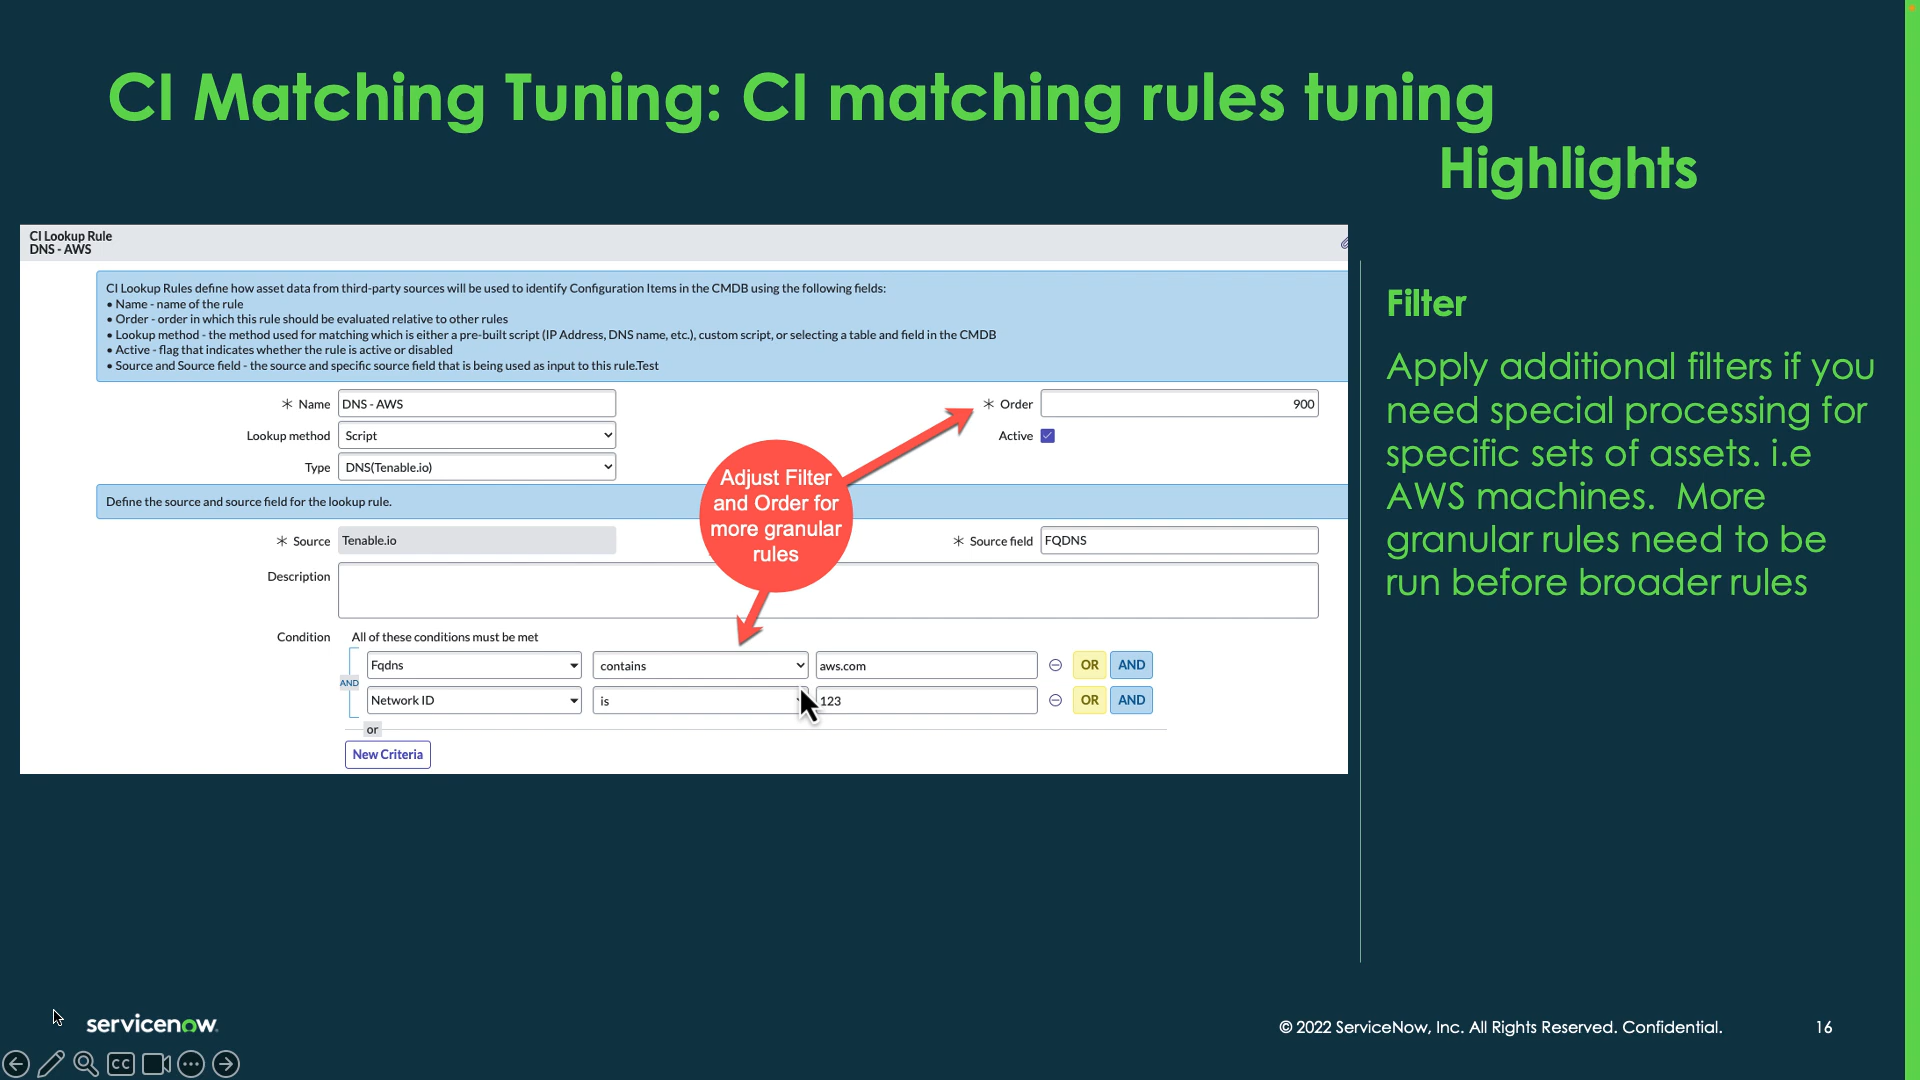 CI Matching Tuning: CI matching rules tuning
Highlights
CI Lookup Rule
DNS - AWS
CI Lookup Rules define how asset data from third-party sources will be used to identify Configuration Items in the CMDB using the following fields:
• Name - name of the rule
• Order - order in which this rule should be evaluated relative to other rules
• Lookup method - the method used for matching which is either a pre-built script (IP Address, DNS name, etc.), custom script, or selecting a table and field in the CMDB
• Active - flag that indicates whether the rule is active or disabled
• Source and Source field - the source and specific source field that is being used as input to this rule.Test
Name DNS - AWS
Order 900
Lookup method Script
Active
Type DNS(Tenable.io)
Define the source and source field for the lookup rule.
Source Tenable.io
Source field FQDNS
Description
Condition All of these conditions must be met
Fqdns contains aws.com OR AND
AND
Network ID is 123 OR AND
or
New Criteria
Adjust Filter
and Order for
more granular
rules
Filter
Apply additional filters if you
need special processing for
specific sets of assets. i.e
AWS machines.  More
granular rules need to be
run before broader rules
servicenow
© 2022 ServiceNow, Inc. All Rights Reserved. Confidential.
16
CC